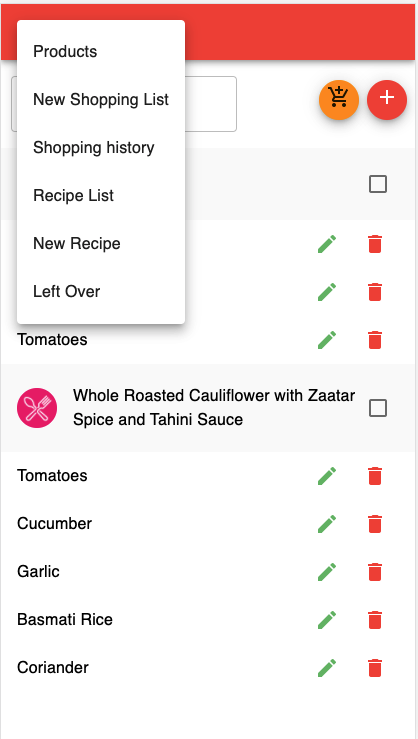 Products
New Shopping List
Shopping history
Recipe List
New Recipe
Left Over
Tomatoes
Whole Roasted Cauliflower with Zaatar
Spice and Tahini Sauce
Tomatoes
Cucumber
Garlic
Basmati Rice
Coriander